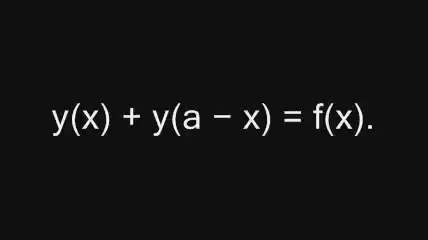 y(x) + y(a − x) = f(x).